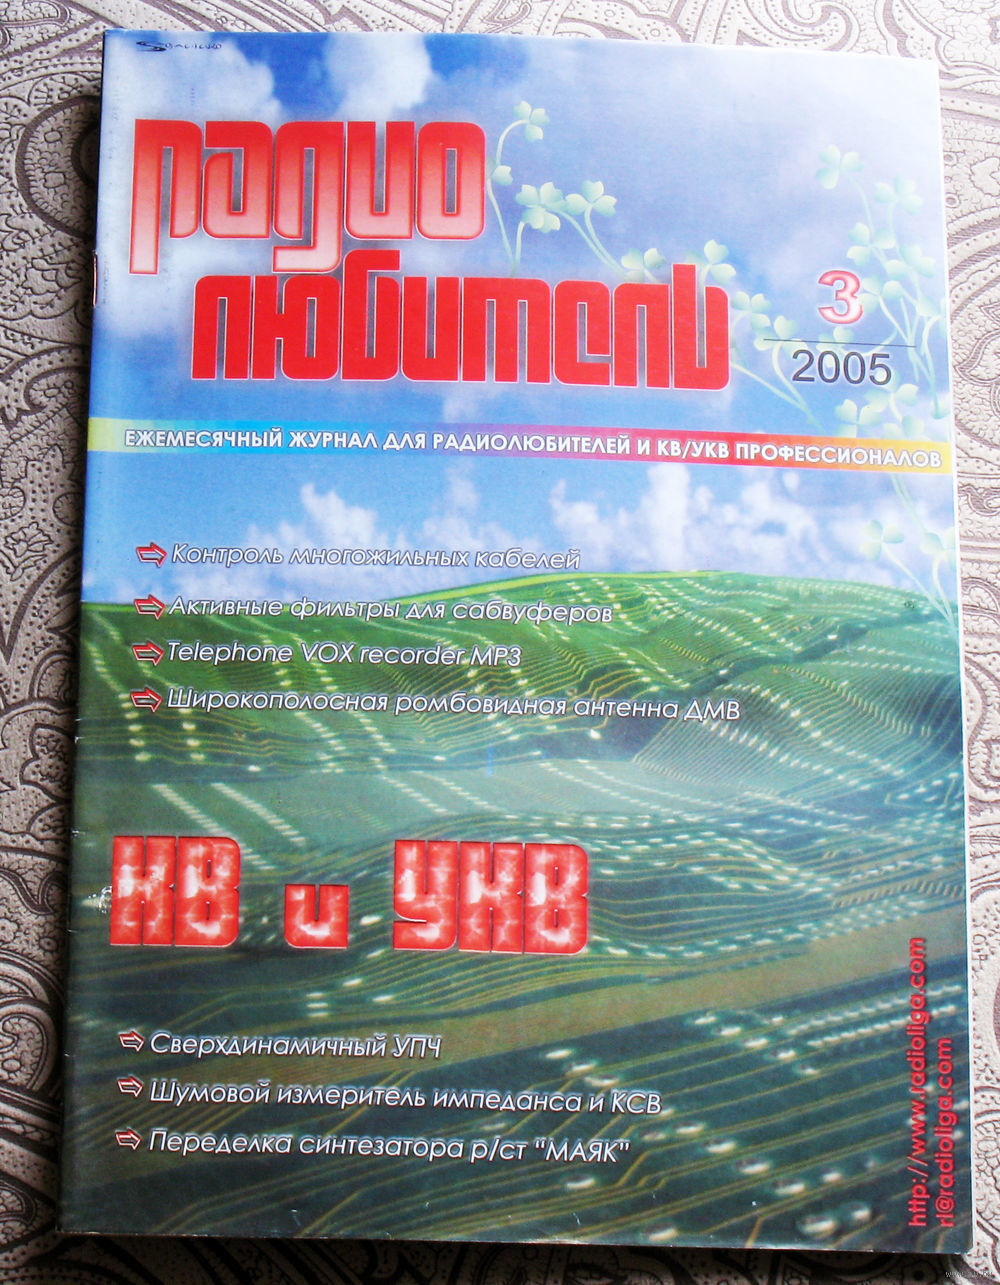 РАДИО
ЛЮБИТЕЛЬ
3
2005
ЕЖЕМЕСЯЧНЫЙ ЖУРНАЛ ДЛЯ РАДИОЛЮБИТЕЛЕЙ И КВ/УКВ ПРОФЕССИОНАЛОВ
Контроль многожильных кабелей
Активные фильтры для сабвуферов
Telephone VOX recorder MP3
Широкополосная ромбовидная антенна ДМВ
КВ и УКВ
Сверхдинамичный УПЧ
Шумовой измеритель импеданса и КСВ
Переделка синтезатора р/ст "МАЯК"
http://www.radioliga.com
rl@radioliga.com